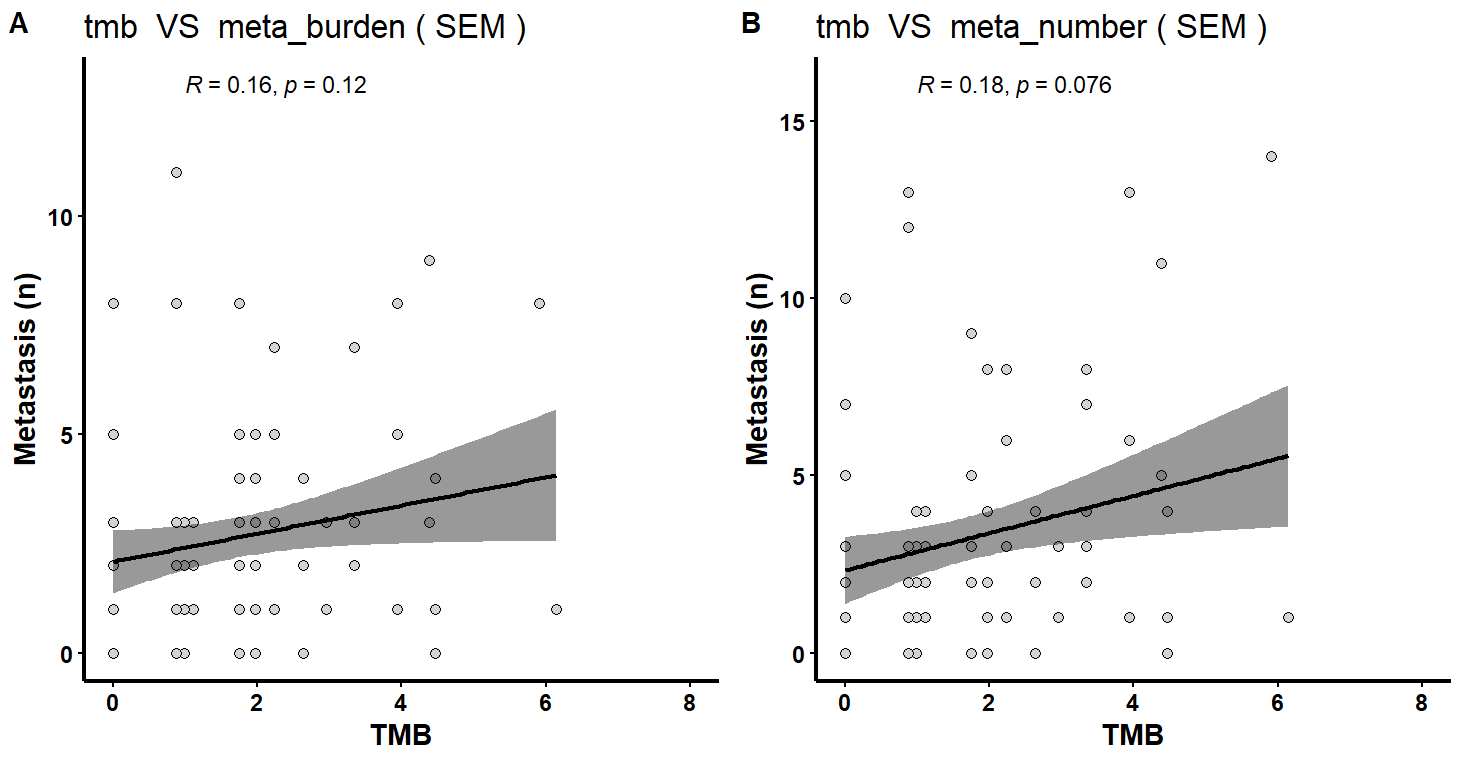 A
tmb VS meta_burden ( SEM )
R = 0.16, p = 0.12
Metastasis (n)
10
5
0
0 2 4 6 8
TMB
B
tmb VS meta_number ( SEM )
R = 0.18, p = 0.076
Metastasis (n)
15
10
5
0
0 2 4 6 8
TMB